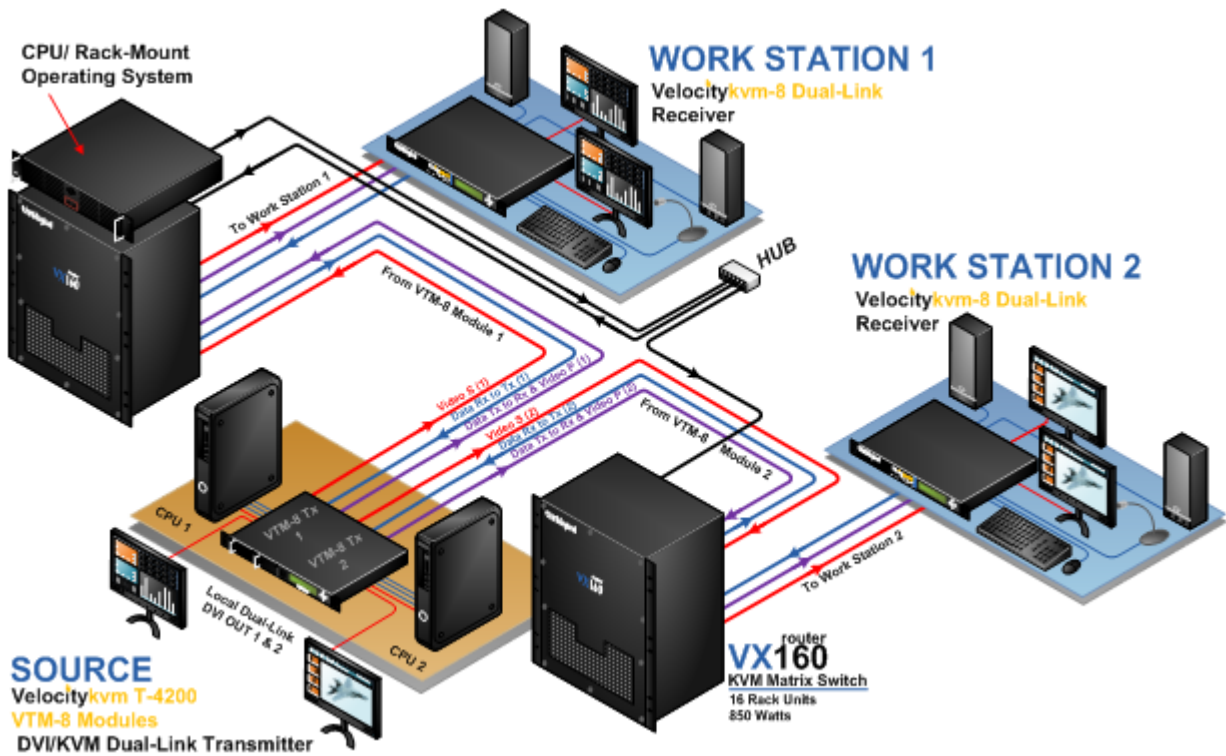 CPU/ Rack-Mount
Operating System
WORK STATION 1
Velocitykvm-8 Dual-Link
Receiver
To Work Station 1
HUB
VX160
From VTM-8 Module 1
WORK STATION 2
Velocitykvm-8 Dual-Link
Receiver
Video S (1)
Data Rx to Tx (1)
Data Tx to Rx & Video P (1)
Video S (2)
Data Rx to Tx (2)
Data Tx to Rx & Video P (2)
From VTM-8 Module 2
CPU 1
VTM-8 Tx
1
VTM-8 Tx
2
CPU 2
Local Dual-Link
DVI OUT 1 & 2
VX
160
To Work Station 2
SOURCE
Velocitykvm T-4200
VTM-8 Modules
DVI/KVM Dual-Link Transmitter
router
VX160
KVM Matrix Switch
16 Rack Units
850 Watts